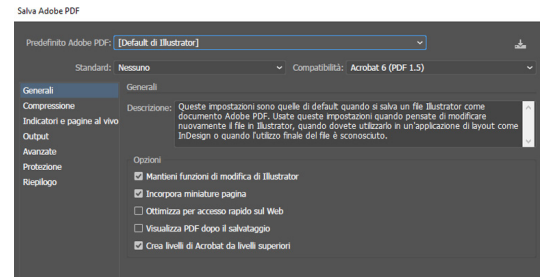 Salva Adobe PDF
Predefinito Adobe PDF: [Default di Illustrator]
Standard: Nessuno Compatibilità: Acrobat 6 (PDF 1.5)
Generali
Compressione
Indicatori e pagine al vivo
Output
Avanzate
Protezione
Riepilogo
Generali
Descrizione: Queste impostazioni sono quelle di default quando si salva un file Illustrator come
documento Adobe PDF. Usate queste impostazioni quando pensate di modificare
nuovamente il file in Illustrator, quando dovete utilizzarlo in un'applicazione di layout come
InDesign o quando l'utilizzo finale del file è sconosciuto.
Opzioni
Mantieni funzioni di modifica di Illustrator
Incorpora miniature pagina
Ottimizza per accesso rapido sul Web
Visualizza PDF dopo il salvataggio
Crea livelli di Acrobat da livelli superiori